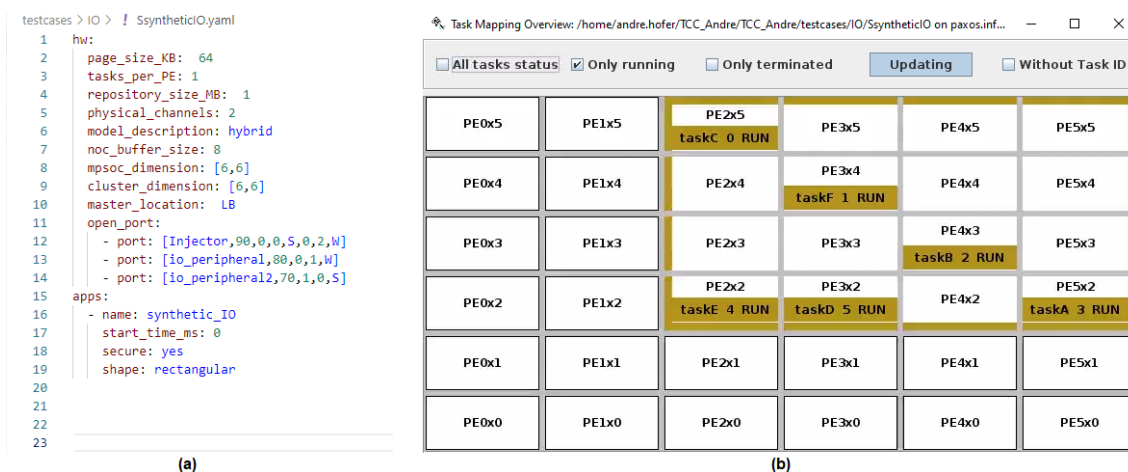 testcases > IO > ! SsyntheticIO.yaml
1 hw:
2 page_size_KB: 64
3 tasks_per_PE: 1
4 repository_size_MB: 1
5 physical_channels: 2
6 model_description: hybrid
7 noc_buffer_size: 8
8 mpsoc_dimension: [6,6]
9 cluster_dimension: [6,6]
10 master_location: LB
11 open_port:
12 - port: [Injector,90,0,0,S,0,2,W]
13 - port: [io_peripheral,80,0,1,W]
14 - port: [io_peripheral2,70,1,0,S]
15 apps:
16 - name: synthetic_IO
17 start_time_ms: 0
18 secure: yes
19 shape: rectangular
20
21
22
23
(a)
Task Mapping Overview: /home/andre.hofer/TCC_Andre/TCC_Andre/testcases/IO/SsyntheticIO on paxos.inf...
All tasks status Only running Only terminated Updating Without Task ID
PE0x5 PE1x5 PE2x5 PE3x5 PE4x5 PE5x5
taskC 0 RUN
PE0x4 PE1x4 PE2x4 PE3x4 PE4x4 PE5x4
taskF 1 RUN
PE0x3 PE1x3 PE2x3 PE3x3 PE4x3 PE5x3
taskB 2 RUN
PE0x2 PE1x2 PE2x2 PE3x2 PE4x2 PE5x2
taskE 4 RUN taskD 5 RUN taskA 3 RUN
PE0x1 PE1x1 PE2x1 PE3x1 PE4x1 PE5x1
PE0x0 PE1x0 PE2x0 PE3x0 PE4x0 PE5x0
(b)